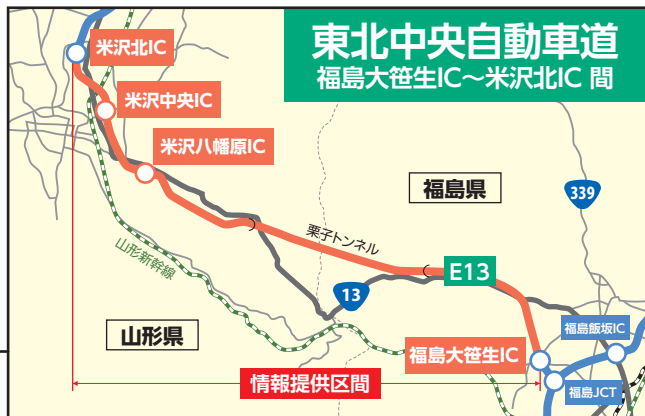 東北中央自動車道
福島大笹生IC～米沢北IC 間
米沢北IC
米沢中央IC
米沢八幡原IC
福島県
339
栗子トンネル
山形新幹線
E13
13
山形県
福島大笹生IC
福島飯坂IC
情報提供区間
福島JCT